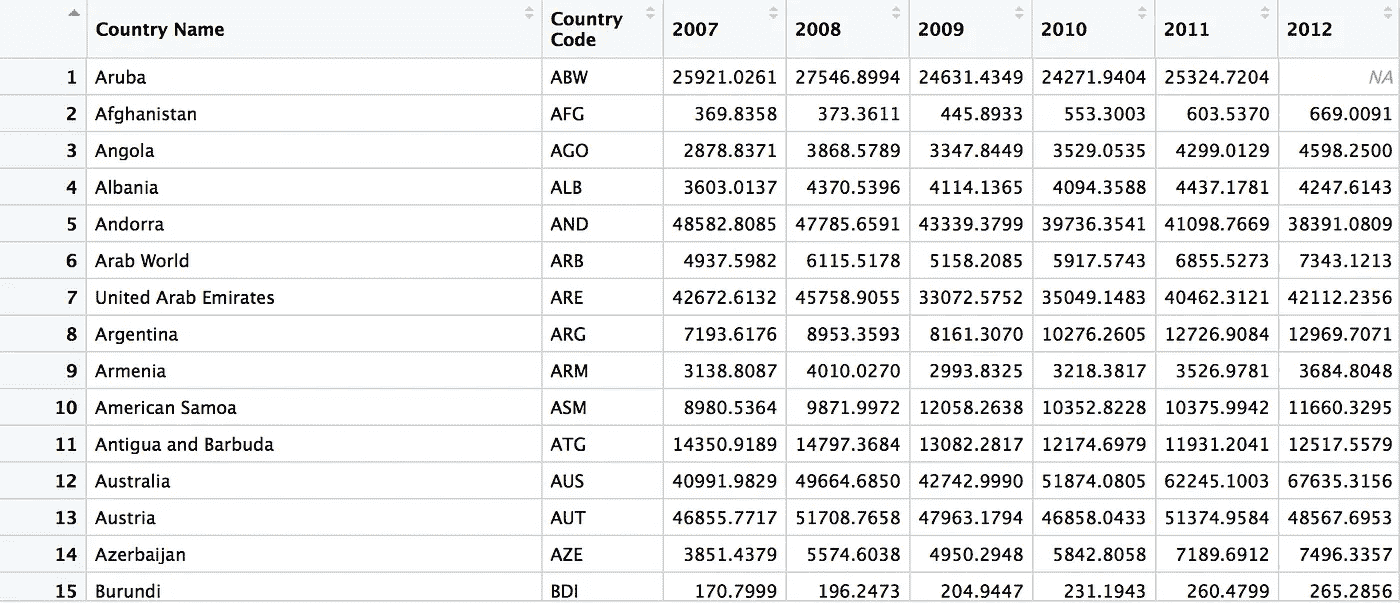 Country Name Country Code 2007 2008 2009 2010 2011 2012
1 Aruba ABW 25921.0261 27546.8994 24631.4349 24271.9404 25324.7204 NA
2 Afghanistan AFG 369.8358 373.3611 445.8933 553.3003 603.5370 669.0091
3 Angola AGO 2878.8371 3868.5789 3347.8449 3529.0535 4299.0129 4598.2500
4 Albania ALB 3603.0137 4370.5396 4114.1365 4094.3588 4437.1781 4247.6143
5 Andorra AND 48582.8085 47785.6591 43339.3799 39736.3541 41098.7669 38391.0809
6 Arab World ARB 4937.5982 6115.5178 5158.2085 5917.5743 6855.5273 7343.1213
7 United Arab Emirates ARE 42672.6132 45758.9055 33072.5752 35049.1483 40462.3121 42112.2356
8 Argentina ARG 7193.6176 8953.3593 8161.3070 10276.2605 12726.9084 12969.7071
9 Armenia ARM 3138.8087 4010.0270 2993.8325 3218.3817 3526.9781 3684.8048
10 American Samoa ASM 8980.5364 9871.9972 12058.2638 10352.8228 10375.9942 11660.3295
11 Antigua and Barbuda ATG 14350.9189 14797.3684 13082.2817 12174.6979 11931.2041 12517.5579
12 Australia AUS 40991.9829 49664.6850 42742.9990 51874.0805 62245.1003 67635.3156
13 Austria AUT 46855.7717 51708.7658 47963.1794 46858.0433 51374.9584 48567.6953
14 Azerbaijan AZE 3851.4379 5574.6038 4950.2948 5842.8058 7189.6912 7496.3357
15 Burundi BDI 170.7999 196.2473 204.9447 231.1943 260.4799 265.2856